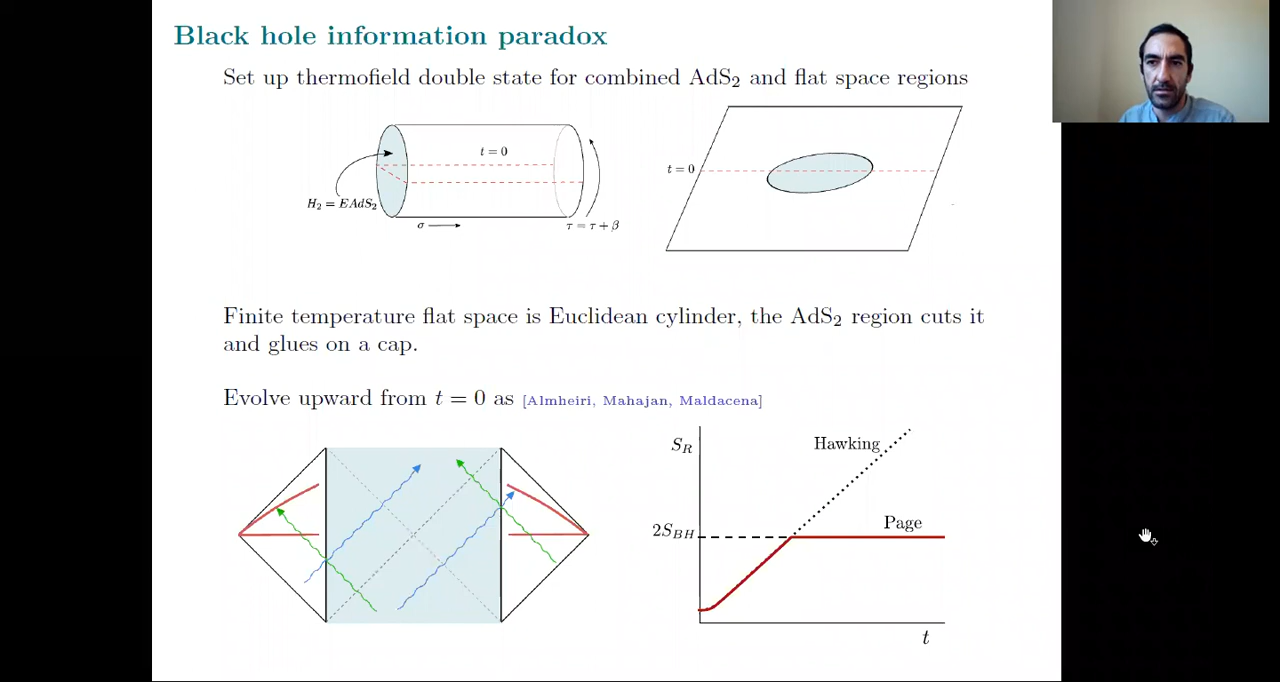 Black hole information paradox
Set up thermofield double state for combined AdS₂ and flat space regions
t = 0
H₂ = EAdS₂
σ
τ = τ + β
t = 0
Finite temperature flat space is Euclidean cylinder, the AdS₂ region cuts it
and glues on a cap.
Evolve upward from t = 0 as [Almheiri, Mahajan, Maldacena]
S_R
Hawking
2S_BH
Page
t